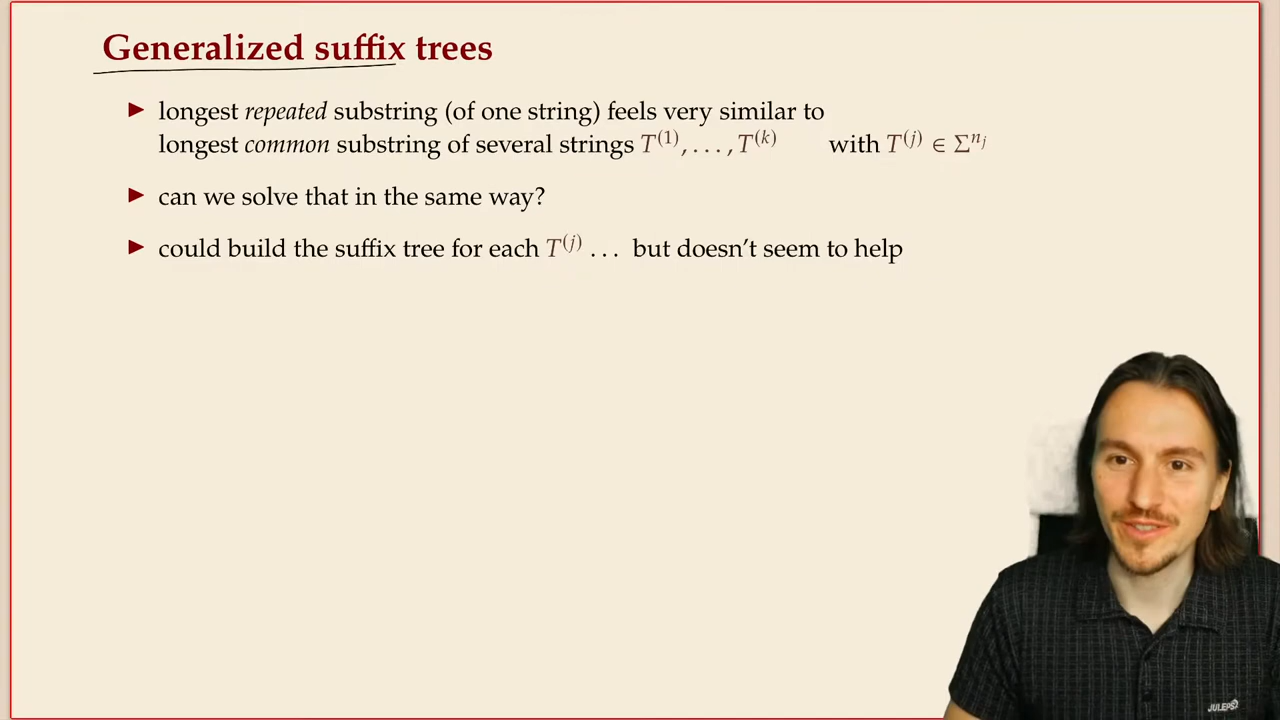 Generalized suffix trees
▶ longest repeated substring (of one string) feels very similar to
longest common substring of several strings T^(1), . . . , T^(k) with T^(j) ∈ Σ^{n_j}
▶ can we solve that in the same way?
▶ could build the suffix tree for each T^(j) . . . but doesn't seem to help